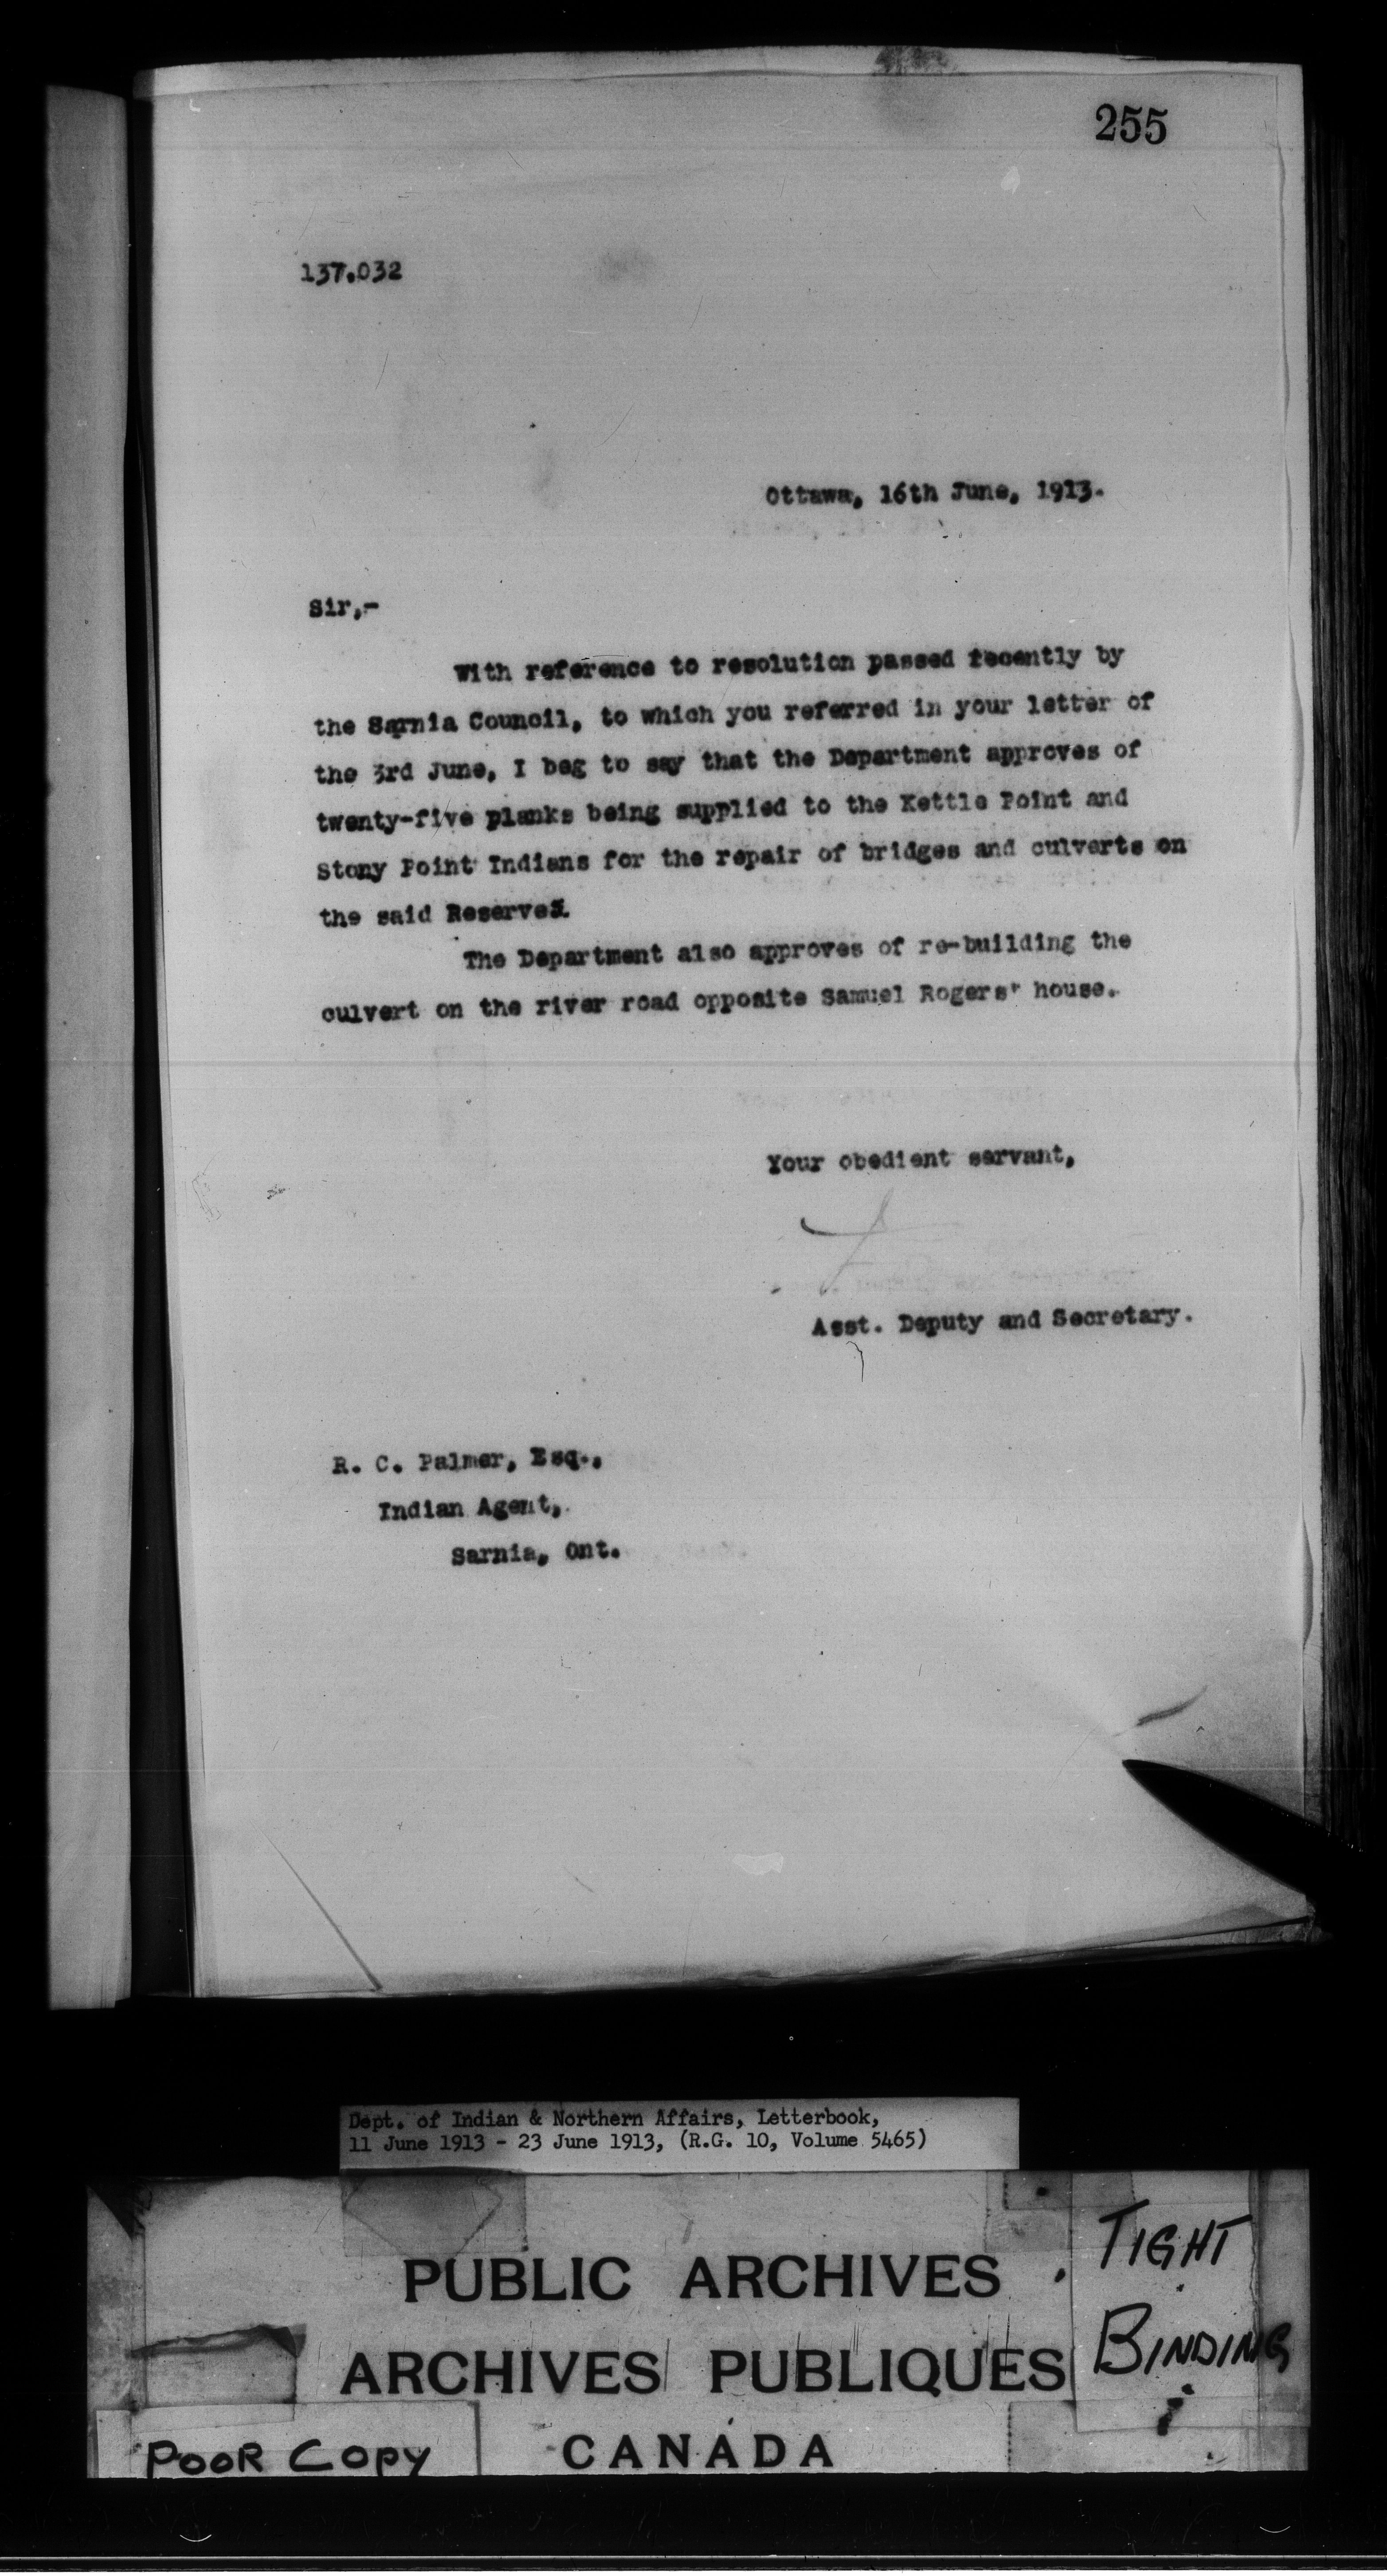 255
137.032
Ottawa, 16th June, 1913.
Sir,-
With reference to resolution passed recently by
the Sarnia Council, to which you referred in your letter of
the 3rd June, I beg to say that the Department approves of
twenty-five planks being supplied to the Kettle Point and
Stony Point Indians for the repair of bridges and culverts on
the said Reserves.
The Department also approves of re-building the
culvert on the river road opposite Samuel Rogers' house.
Your obedient servant,
Asst. Deputy and Secretary.
R. C. Palmer, Esq.,
Indian Agent,
Sarnia, Ont.
Dept. of Indian & Northern Affairs, Letterbook,
11 June 1913 - 23 June 1913, (R.G. 10, Volume 5465)
PUBLIC ARCHIVES
ARCHIVES PUBLIQUES
CANADA
TIGHT
BINDING
POOR COPY